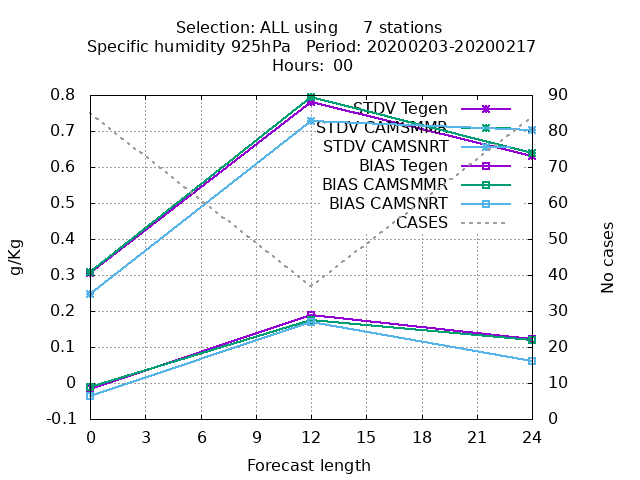 Selection: ALL using 7 stations
Specific humidity 925hPa Period: 20200203-20200217
Hours: 00
STDV Tegen
STDV CAMSMMR
STDV CAMSNRT
BIAS Tegen
BIAS CAMSMMR
BIAS CAMSNRT
CASES
g/Kg
0.8
0.7
0.6
0.5
0.4
0.3
0.2
0.1
0
-0.1
90
80
70
60
50
40
30
20
10
0
No cases
0 3 6 9 12 15 18 21 24
Forecast length